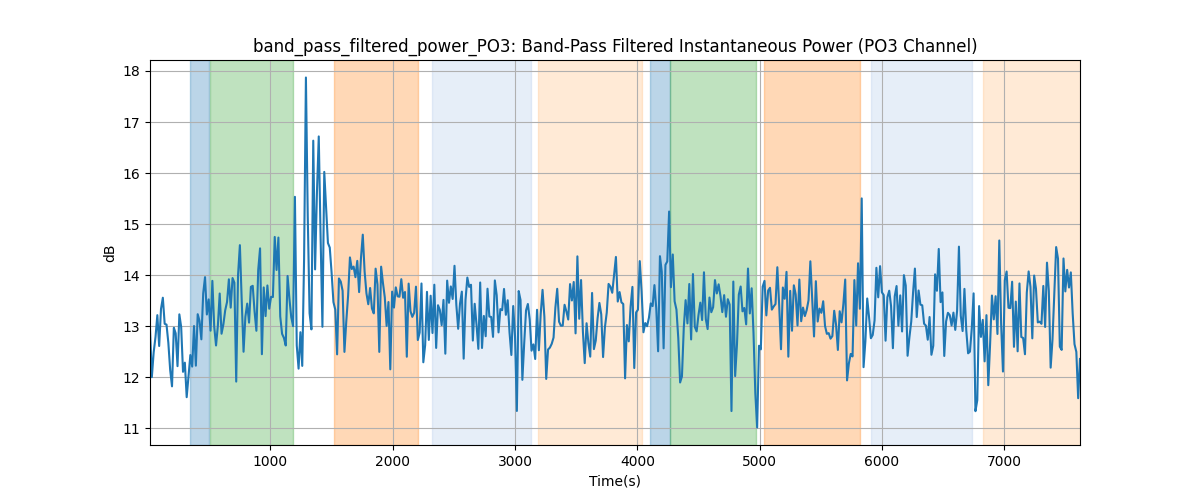 band_pass_filtered_power_PO3: Band-Pass Filtered Instantaneous Power (PO3 Channel)
18
17
16
15
14
13
12
11
dB
1000 2000 3000 4000 5000 6000 7000
Time(s)